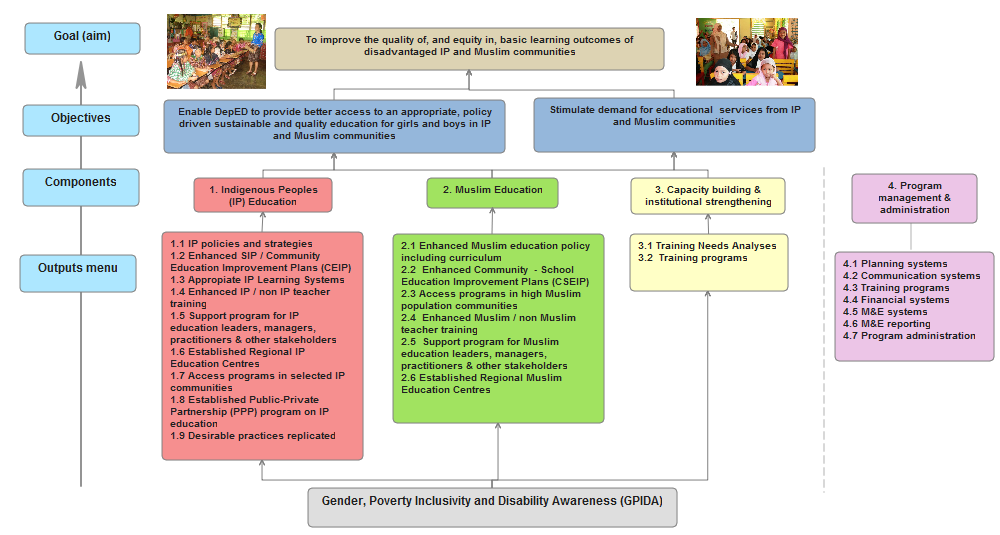 Goal (aim)
To improve the quality of, and equity in, basic learning outcomes of
disadvantaged IP and Muslim communities
Objectives
Enable DepED to provide better access to an appropriate, policy
driven sustainable and quality education for girls and boys in IP
and Muslim communities
Stimulate demand for educational services from IP
and Muslim communities
Components
1. Indigenous Peoples
(IP) Education
2. Muslim Education
3. Capacity building &
institutional strengthening
4. Program
management &
administration
Outputs menu
1.1 IP policies and strategies
1.2 Enhanced SIP / Community
Education Improvement Plans (CEIP)
1.3 Appropiate IP Learning Systems
1.4 Enhanced IP / non IP teacher
training
1.5 Support program for IP
education leaders, managers,
practitioners & other stakeholders
1.6 Established Regional IP
Education Centres
1.7 Access programs in selected IP
communities
1.8 Established Public-Private
Partnership (PPP) program on IP
education
1.9 Desirable practices replicated
2.1 Enhanced Muslim education policy
including curriculum
2.2 Enhanced Community - School
Education Improvement Plans (CSEIP)
2.3 Access programs in high Muslim
population communities
2.4 Enhanced Muslim / non Muslim
teacher training
2.5 Support program for Muslim
education leaders, managers,
practitioners & other stakeholders
2.6 Established Regional Muslim
Education Centres
3.1 Training Needs Analyses
3.2 Training programs
4.1 Planning systems
4.2 Communication systems
4.3 Training programs
4.4 Financial systems
4.5 M&E systems
4.6 M&E reporting
4.7 Program administration
Gender, Poverty Inclusivity and Disability Awareness (GPIDA)